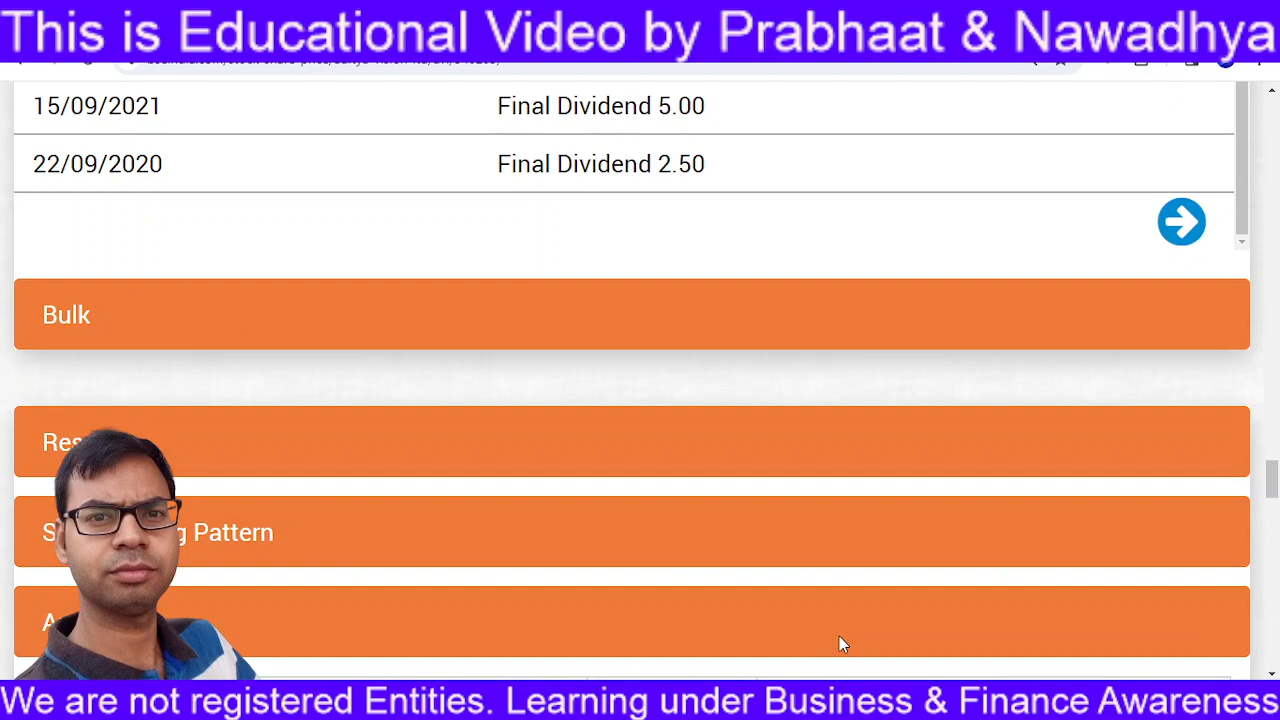 This is Educational Video by Prabhaat & Nawadhya
15/09/2021 Final Dividend 5.00
22/09/2020 Final Dividend 2.50
Bulk
Pattern
We are not registered Entities. Learning under Business & Finance Awareness